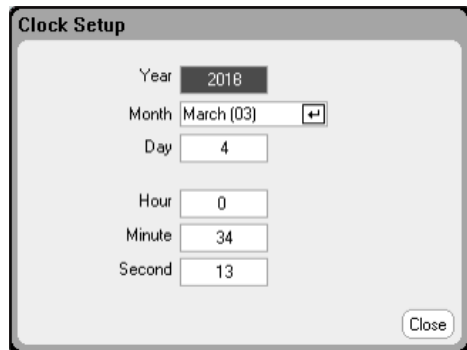 Clock Setup
Year 2018
Month March (03)
Day 4
Hour 0
Minute 34
Second 13
Close